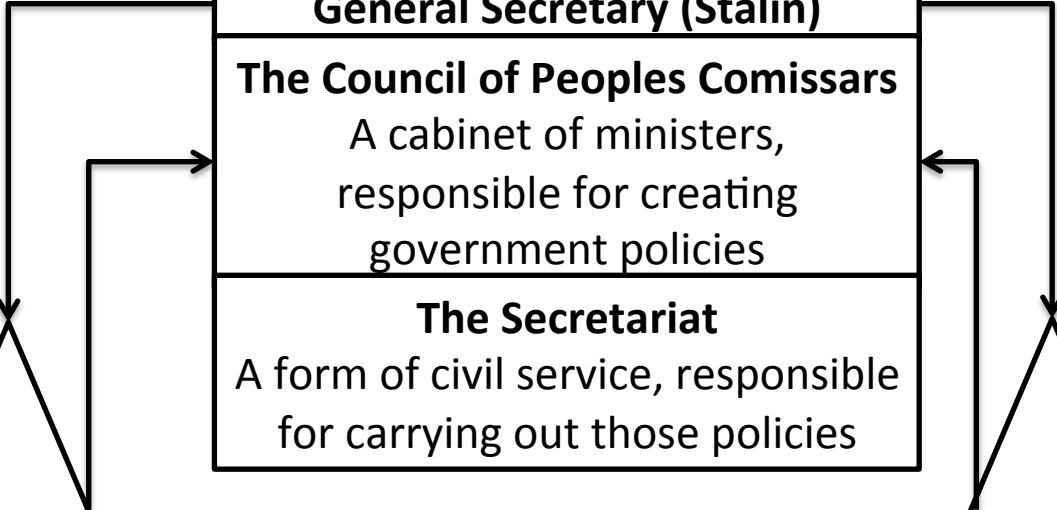 General Secretary (Stalin)
The Council of Peoples Comissars
A cabinet of ministers,
responsible for creating
government policies
The Secretariat
A form of civil service, responsible
for carrying out those policies